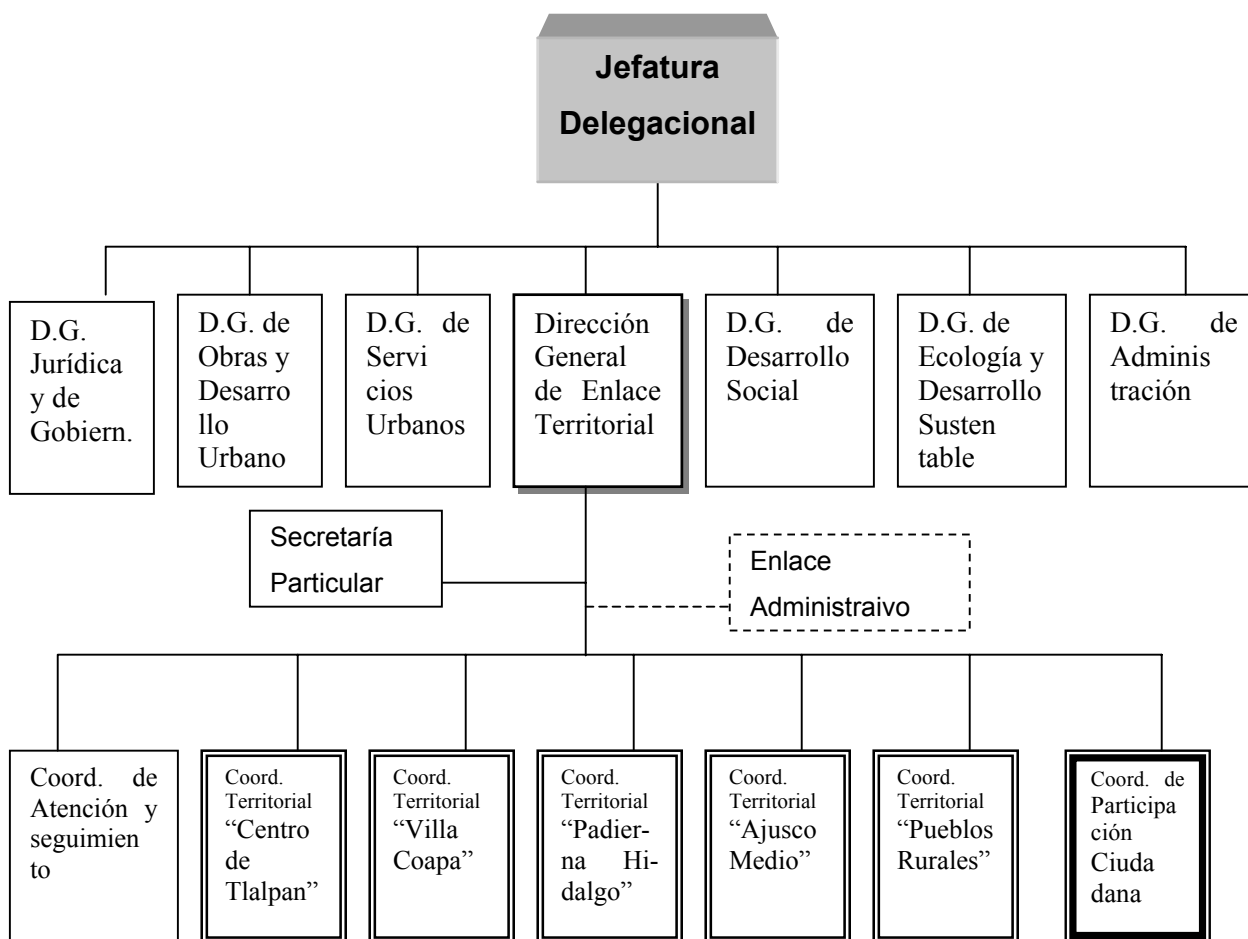 Jefatura
Delegacional
D.G.
Jurídica
y de
Gobiern.
D.G. de
Obras y
Desarro
llo
Urbano
D.G. de
Servi
cios
Urbanos
Dirección
General
de Enlace
Territorial
D.G. de
Desarrollo
Social
D.G. de
Ecología y
Desarrollo
Susten
table
D.G. de
Adminis
tración
Secretaría
Particular
Enlace
Administraivo
Coord. de
Atención y
seguimien
to
Coord.
Territorial
“Centro
de
Tlalpan”
Coord.
Territorial
“Villa
Coapa”
Coord.
Territorial
“Padier-
na Hi-
dalgo”
Coord.
Territorial
“Ajusco
Medio”
Coord.
Territorial
“Pueblos
Rurales”
Coord. de
Participa
ción
Ciuda
dana